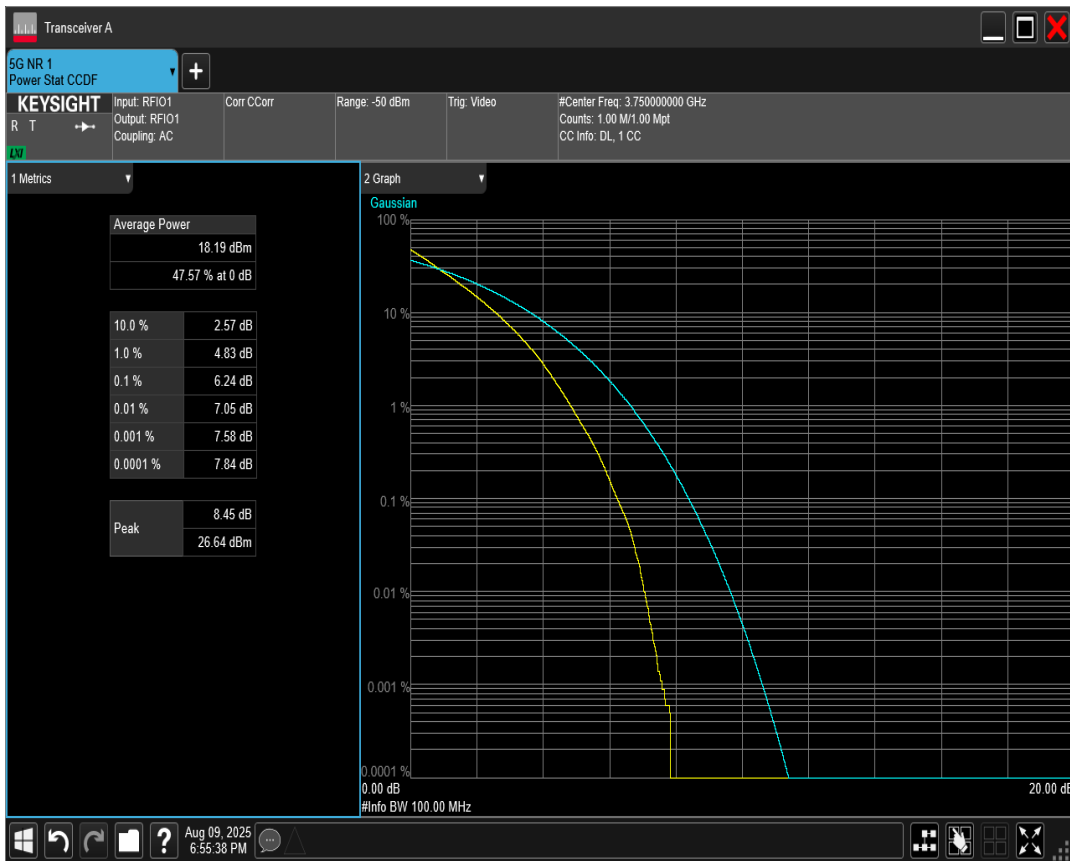 Transceiver A
5G NR 1
Power Stat CCDF
+
KEYSIGHT
R T
LXI
Input: RFIO1
Output: RFIO1
Coupling: AC
Corr CCorr
Range: -50 dBm
Trig: Video
#Center Freq: 3.750000000 GHz
Counts: 1.00 M/1.00 Mpt
CC Info: DL, 1 CC
1 Metrics
Average Power
18.19 dBm
47.57 % at 0 dB
10.0 % 2.57 dB
1.0 % 4.83 dB
0.1 % 6.24 dB
0.01 % 7.05 dB
0.001 % 7.58 dB
0.0001 % 7.84 dB
Peak 8.45 dB
26.64 dBm
2 Graph
Gaussian
100 %
10 %
1 %
0.1 %
0.01 %
0.001 %
0.0001 %
0.00 dB 20.00 dB
#Info BW 100.00 MHz
?
Aug 09, 2025
6:55:38 PM